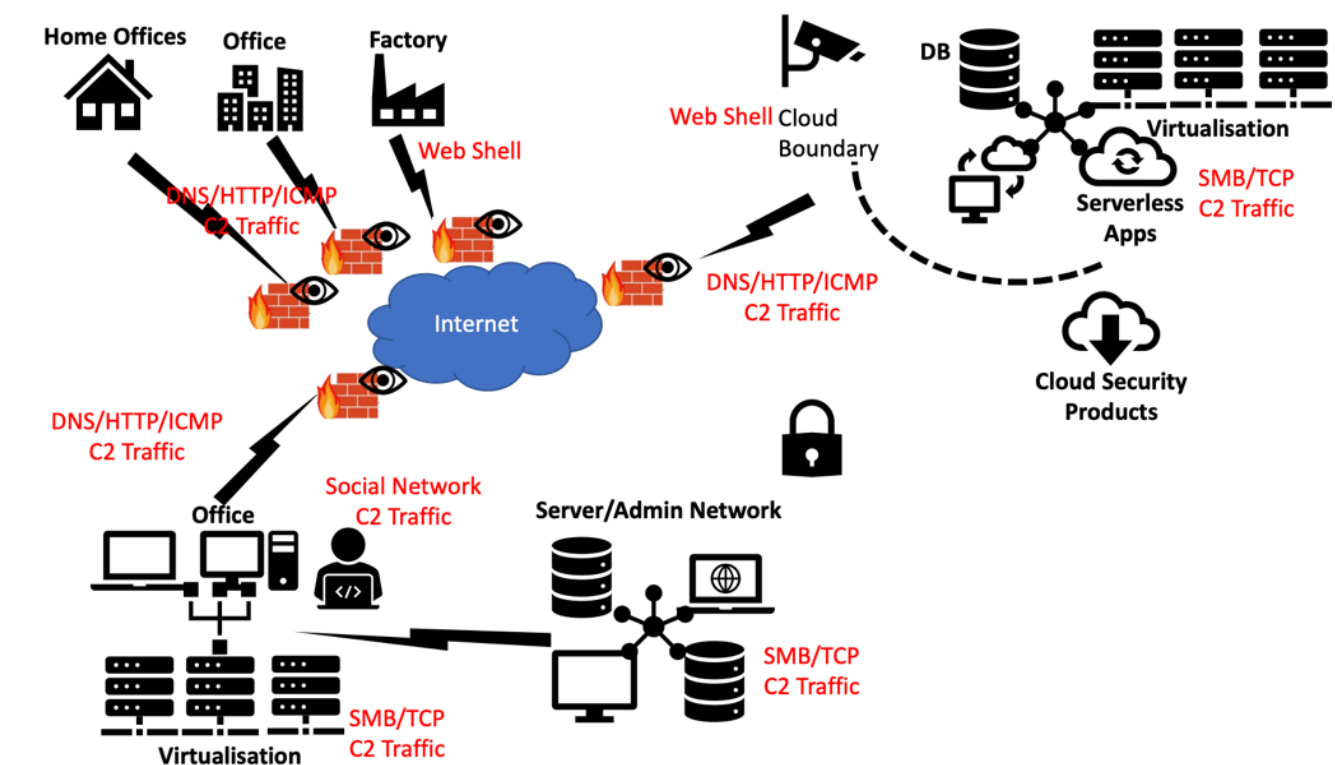 Home Offices
Office
Factory
Web Shell
DNS/HTTP/ICMP
C2 Traffic
Internet
Web Shell
Cloud
Boundary
DB
Virtualisation
Serverless
Apps
SMB/TCP
C2 Traffic
DNS/HTTP/ICMP
C2 Traffic
Cloud Security
Products
DNS/HTTP/ICMP
C2 Traffic
Office
Social Network
C2 Traffic
</>
Server/Admin Network
SMB/TCP
C2 Traffic
SMB/TCP
C2 Traffic
Virtualisation